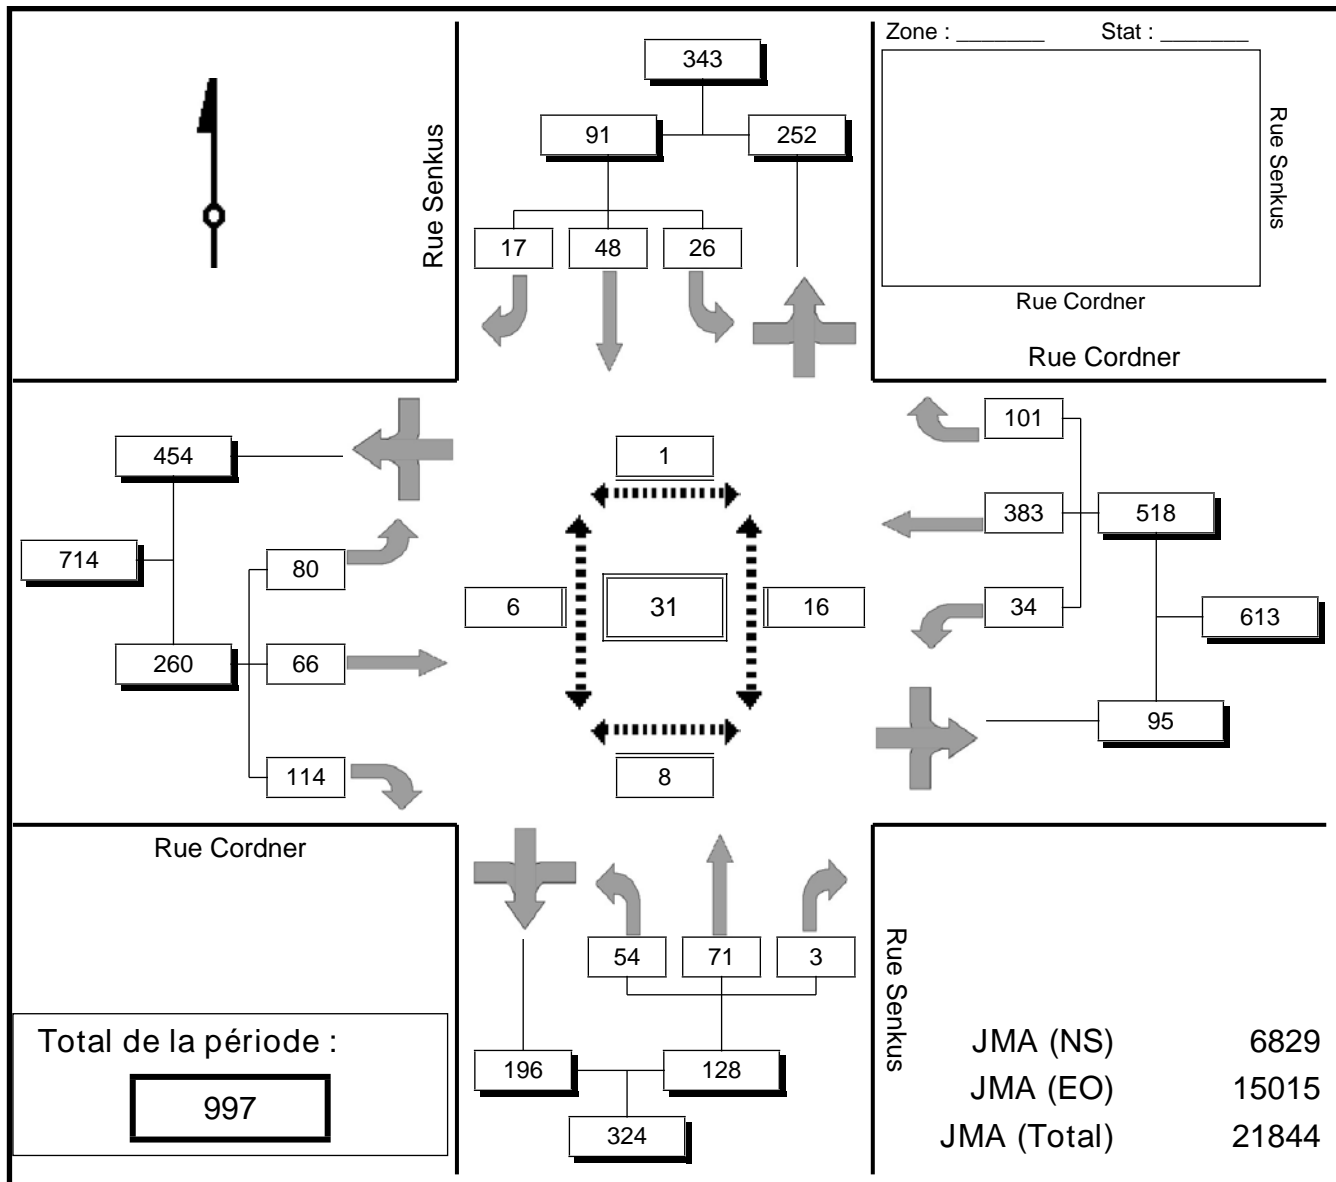 Zone : _______ Stat : _______
343
91 252
17 48 26
Rue Senkus
Rue Senkus
Rue Cordner
Rue Cordner
101
454
1
383 518
714
80
6 31 16
34
613
260 66
95
114
8
Rue Cordner
54 71 3
Rue Senkus
Total de la période :
997
196 128
324
JMA (NS) 6829
JMA (EO) 15015
JMA (Total) 21844